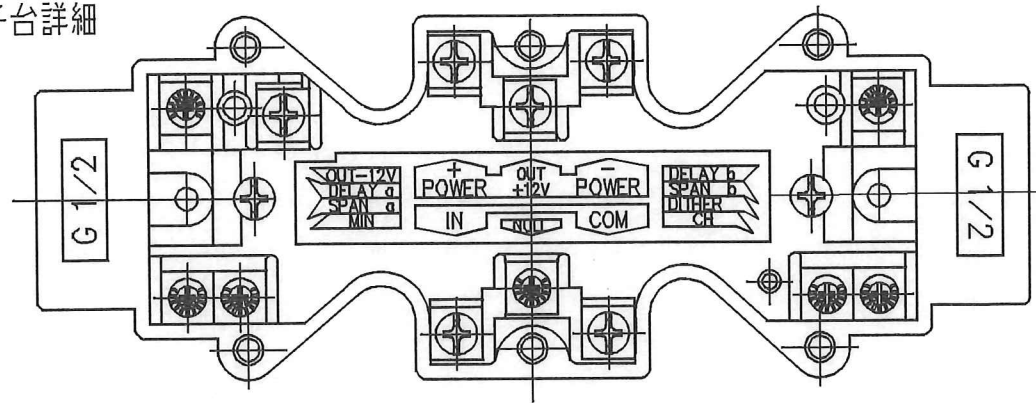 子台詳細
G 1/2
OUT-12V
DELAY a
SPAN a
MIN
+
POWER
IN
OUT
+12V
NULL
-
POWER
COM
DELAY b
SPAN b
DITHER
CH
G 1/2